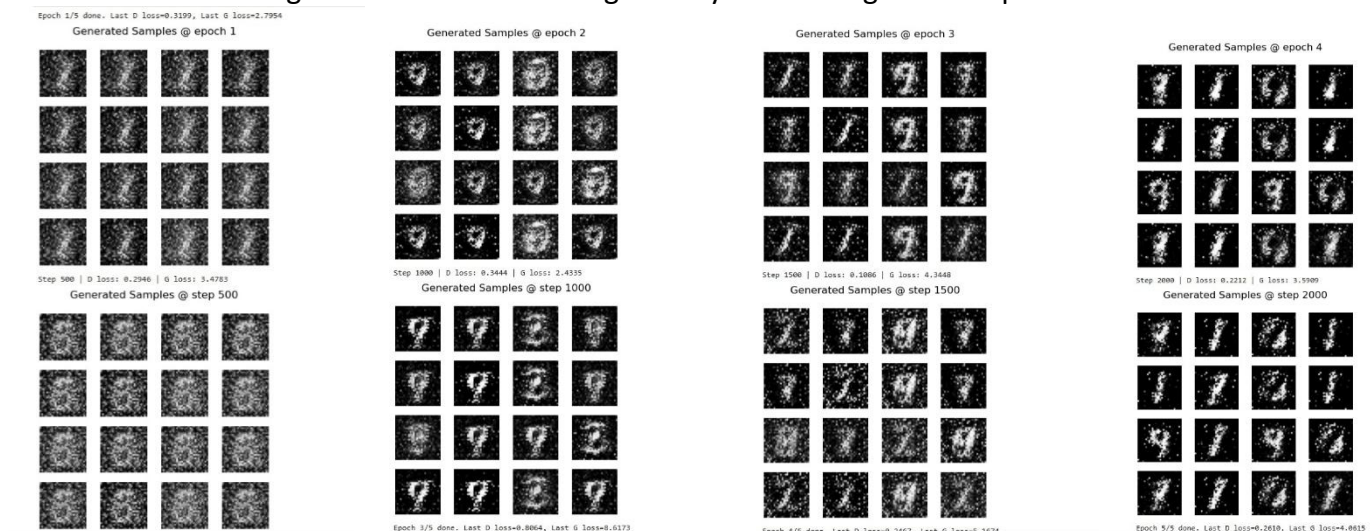 Epoch 1/5 done. Last D loss=0.3199, Last G loss=2.7954
Generated Samples @ epoch 1
Step 500 | D loss: 0.2946 | G loss: 3.4783
Generated Samples @ step 500
Generated Samples @ epoch 2
Step 1000 | D loss: 0.3444 | G loss: 2.4335
Generated Samples @ step 1000
Epoch 3/5 done. Last D loss=0.8064, Last G loss=8.6173
Generated Samples @ epoch 3
Step 1500 | D loss: 0.1086 | G loss: 4.3448
Generated Samples @ step 1500
Generated Samples @ epoch 4
Step 2000 | D loss: 0.2212 | G loss: 3.5909
Generated Samples @ step 2000
Epoch 5/5 done. Last D loss=0.2610, Last G loss=4.0615